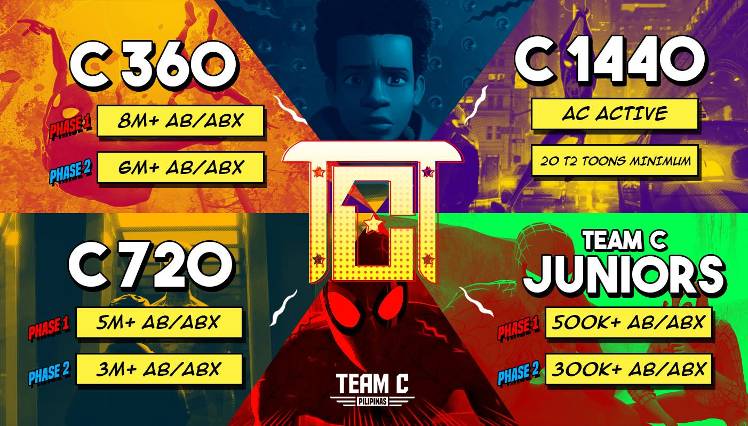 C 360
PHASE 1
8M+ AB/ABX
PHASE 2
6M+ AB/ABX
C 1440
AC ACTIVE
20 T2 TOONS MINIMUM
C 720
PHASE 1
5M+ AB/ABX
PHASE 2
3M+ AB/ABX
TEAM C
JUNIORS
PHASE 1
500K+ AB/ABX
PHASE 2
300K+ AB/ABX
TEAM C
PILIPINAS